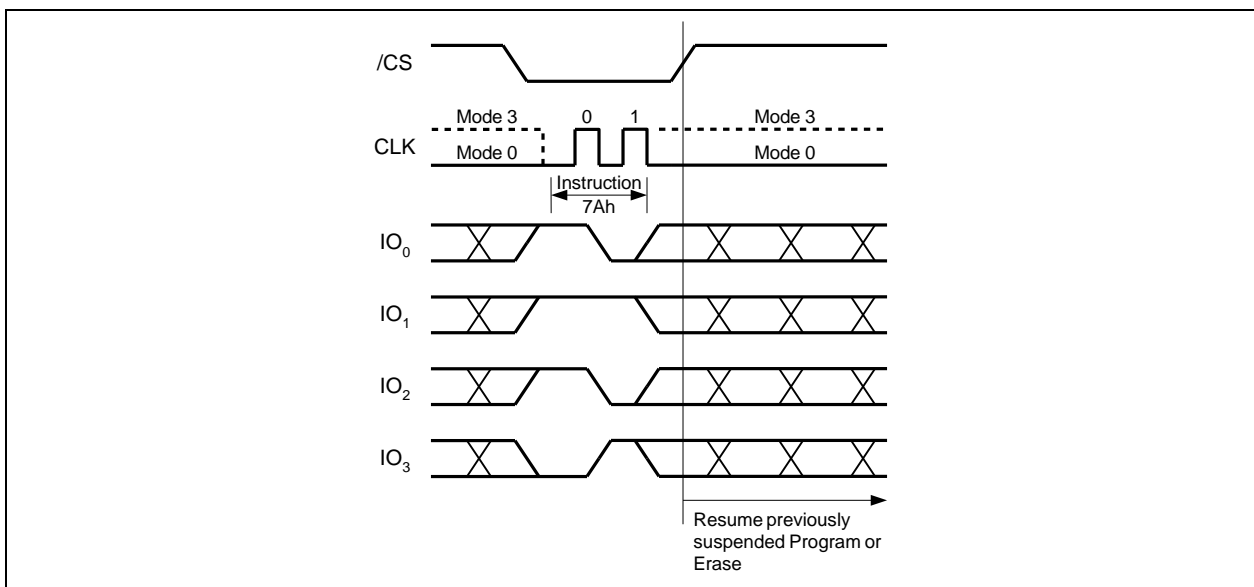 /CS
Mode 3 0 1 Mode 3
CLK
Mode 0 Mode 0
Instruction
7Ah
IO0
IO1
IO2
IO3
Resume previously
suspended Program or
Erase